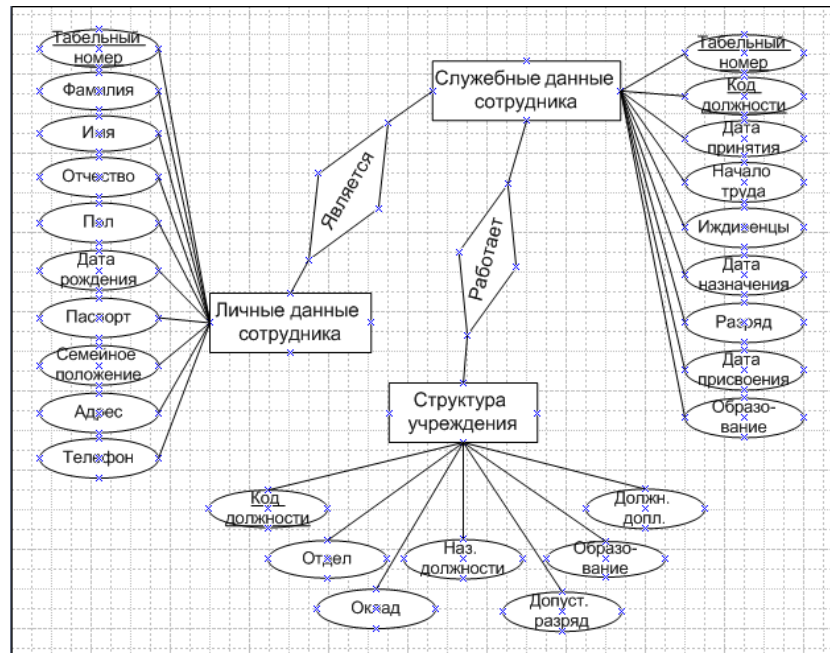 Табельный
номер
Фамилия
Имя
Отчество
Пол
Дата
рождения
Паспорт
Семейное
положение
Адрес
Телефон
Является
Личные данные
сотрудника
Служебные данные
сотрудника
Работает
Структура
учреждения
Табельный
номер
Код
должности
Дата
принятия
Начало
труда
Иждивенцы
Дата
назначения
Разряд
Дата
присвоения
Образо-
вание
Код
должности
Отдел
Оклад
Наз.
должности
Допуст.
разряд
Образо-
вание
Должн.
допл.